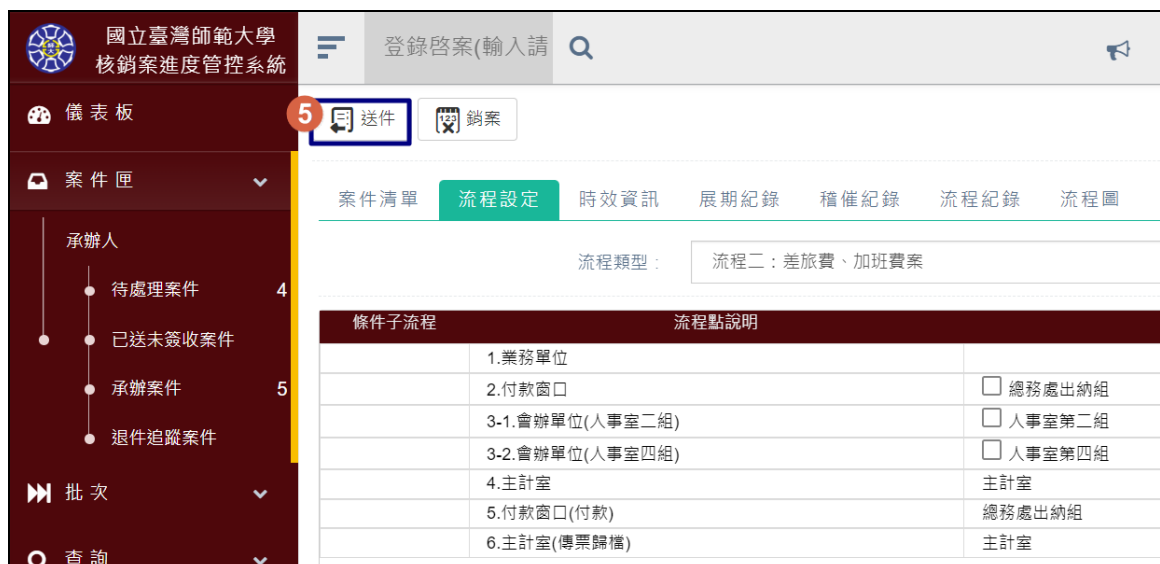 國立臺灣師範大學
核銷案進度管控系統
登錄啓案(輸入請
儀表板
5 送件
123 銷案
案件匣
案件清單 流程設定 時效資訊 展期紀錄 稽催紀錄 流程紀錄 流程圖
承辦人
流程類型： 流程二：差旅費、加班費案
待處理案件 4
條件子流程 流程點說明
已送未簽收案件
1.業務單位
2.付款窗口 總務處出納組
承辦案件 5
3-1.會辦單位(人事室二組) 人事室第二組
退件追蹤案件
3-2.會辦單位(人事室四組) 人事室第四組
4.主計室 主計室
批次
5.付款窗口(付款) 總務處出納組
6.主計室(傳票歸檔) 主計室
查詢